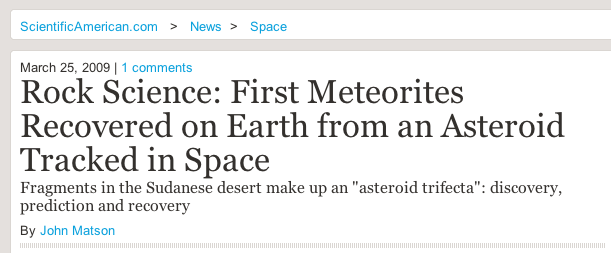 ScientificAmerican.com > News > Space
March 25, 2009 | 1 comments
Rock Science: First Meteorites
Recovered on Earth from an Asteroid
Tracked in Space
Fragments in the Sudanese desert make up an "asteroid trifecta": discovery,
prediction and recovery
By John Matson